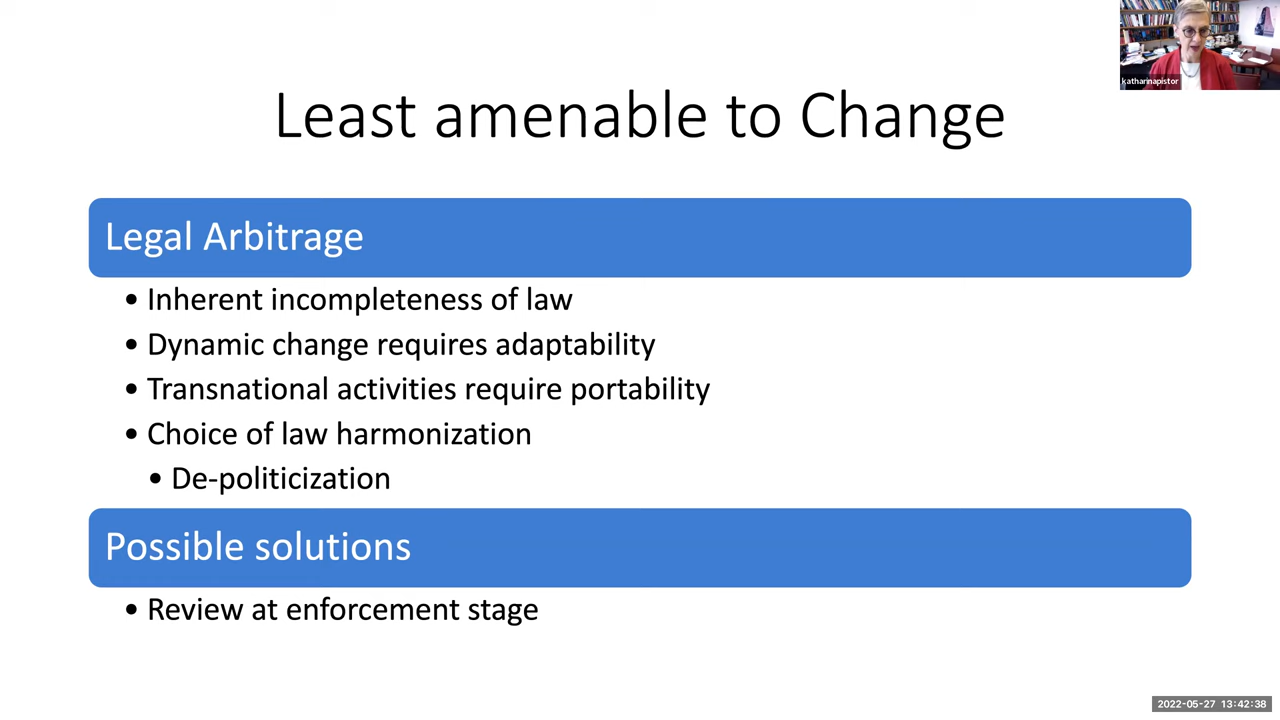 katharinapistor
Least amenable to Change
Legal Arbitrage
• Inherent incompleteness of law
• Dynamic change requires adaptability
• Transnational activities require portability
• Choice of law harmonization
• De-politicization
Possible solutions
• Review at enforcement stage
2022-05-27 13:42:38